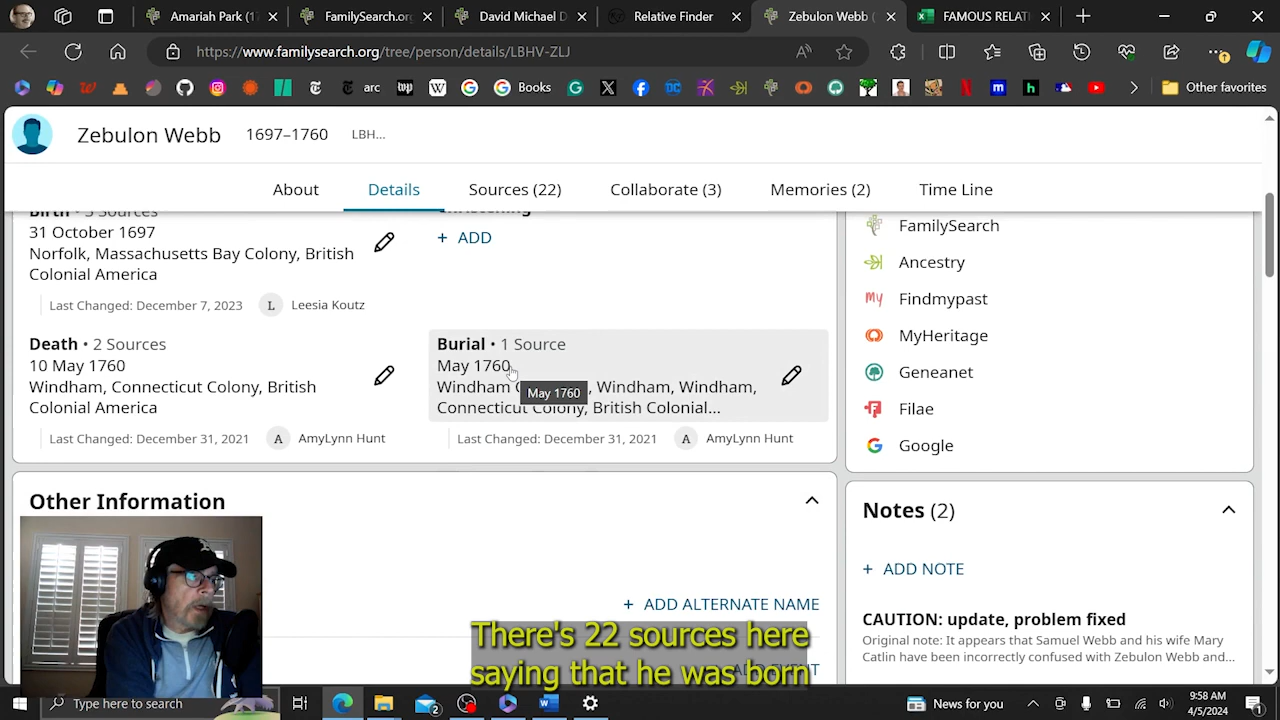 Amariah Park (1
FamilySearch.or
David Michael D
Relative Finder
Zebulon Webb (
FAMOUS RELAT
https://www.familysearch.org/tree/person/details/LBHV-ZLJ
arc
Books
Other favorites
Zebulon Webb 1697–1760 LBH...
About
Details
Sources (22)
Collaborate (3)
Memories (2)
Time Line
31 October 1697
Norfolk, Massachusetts Bay Colony, British
Colonial America
Last Changed: December 7, 2023 L Leesia Koutz
+ ADD
Death • 2 Sources
10 May 1760
Windham, Connecticut Colony, British
Colonial America
Last Changed: December 31, 2021 A AmyLynn Hunt
Burial • 1 Source
May 1760
Windham , Windham, Windham,
May 1760
Connecticut Colony, British Colonial...
Last Changed: December 31, 2021 A AmyLynn Hunt
Other Information
+ ADD ALTERNATE NAME
FamilySearch
Ancestry
my Findmypast
MyHeritage
Geneanet
Filae
Google
Notes (2)
+ ADD NOTE
CAUTION: update, problem fixed
Original note: It appears that Samuel Webb and his wife Mary
Catlin have been incorrectly confused with Zebulon Webb and...
There's 22 sources here
saying that he was born
Type here to search
2
News for you
9:58 AM
4/5/2024
1